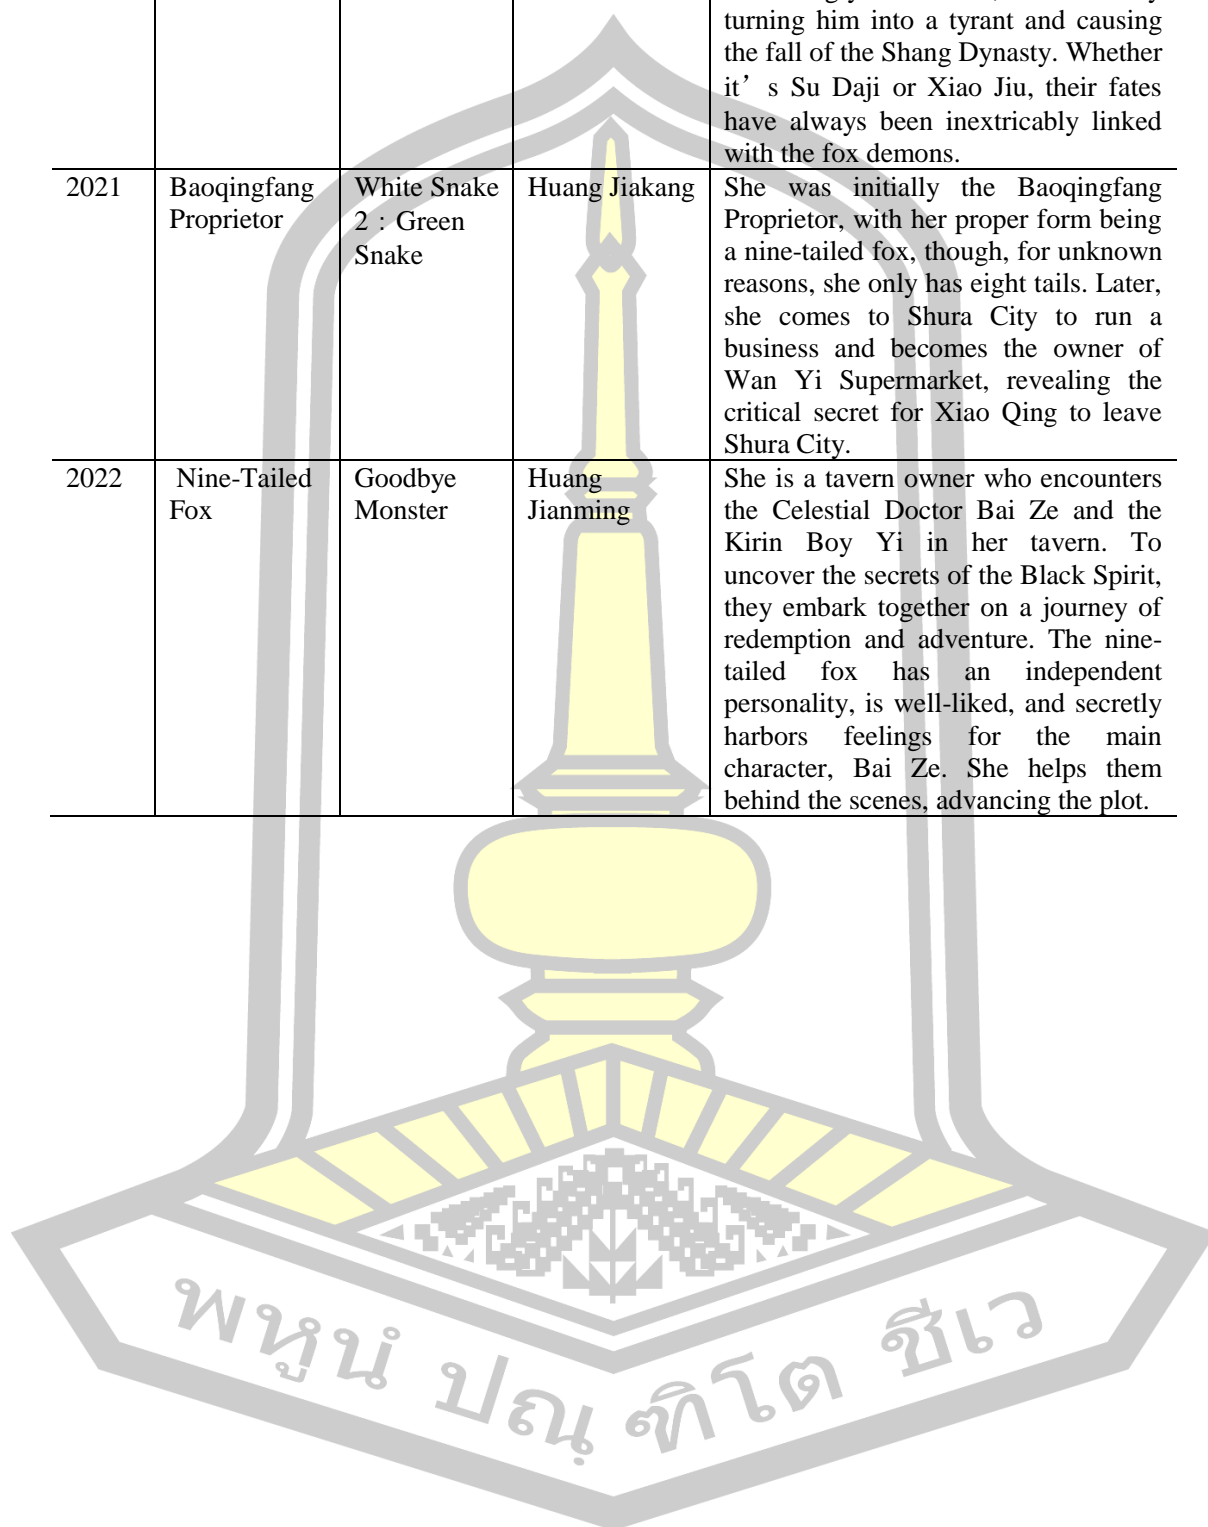 turning him into a tyrant and causing
the fall of the Shang Dynasty. Whether
it’s Su Daji or Xiao Jiu, their fates
have always been inextricably linked
with the fox demons.
2021 Baoqingfang White Snake Huang Jiakang She was initially the Baoqingfang
Proprietor 2：Green Proprietor, with her proper form being
Snake a nine-tailed fox, though, for unknown
reasons, she only has eight tails. Later,
she comes to Shura City to run a
business and becomes the owner of
Wan Yi Supermarket, revealing the
critical secret for Xiao Qing to leave
Shura City.
2022 Nine-Tailed Goodbye Huang She is a tavern owner who encounters
Fox Monster Jianming the Celestial Doctor Bai Ze and the
Kirin Boy Yi in her tavern. To
uncover the secrets of the Black Spirit,
they embark together on a journey of
redemption and adventure. The nine-
tailed fox has an independent
personality, is well-liked, and secretly
harbors feelings for the main
character, Bai Ze. She helps them
behind the scenes, advancing the plot.
พหูนํ ปณฺฑิโต ชีเว